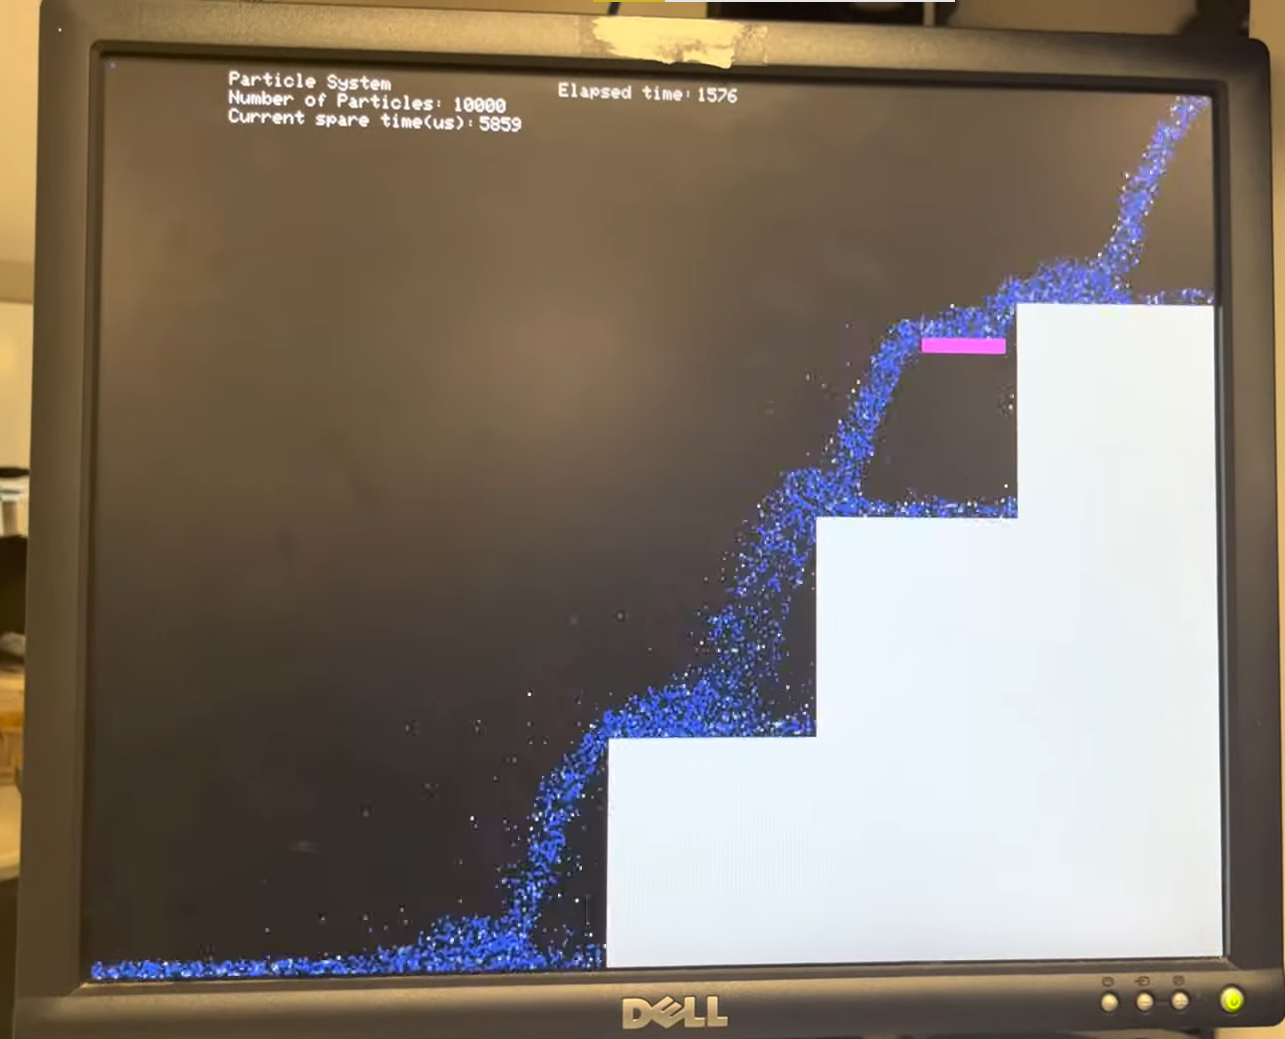 Particle System
Number of Particles: 10000
Current spare time(us):5859
Elapsed time:1576
DELL